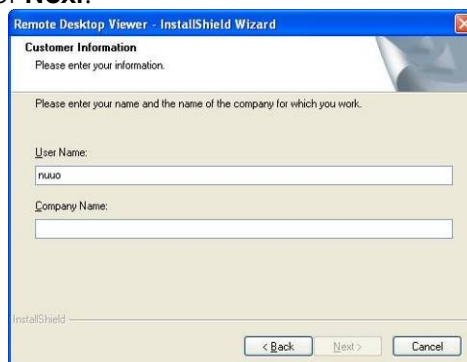 or Next.
Remote Desktop Viewer - InstallShield Wizard
Customer Information
Please enter your information.
Please enter your name and the name of the company for which you work.
User Name:
nuuo
Company Name:
InstallShield
< Back
Next >
Cancel